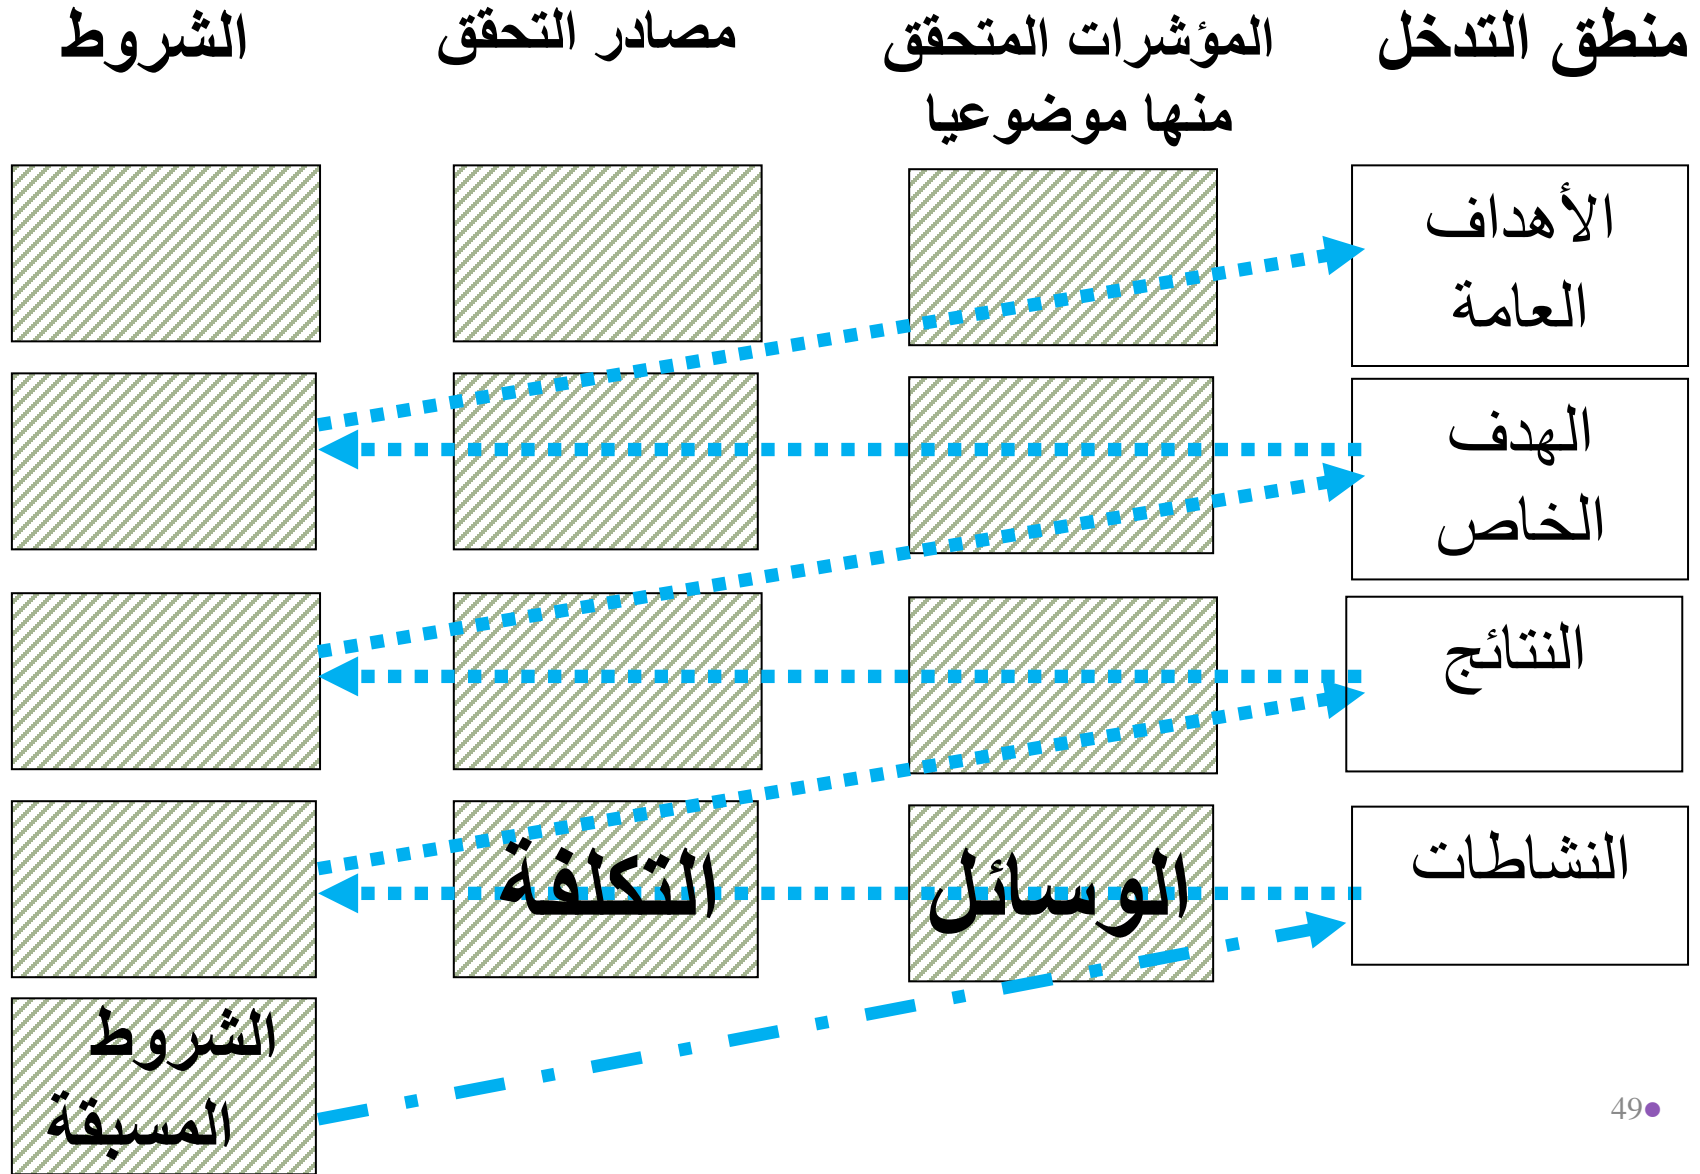 منطق التدخل
المؤشرات المتحقق
منها موضوعيا
مصادر التحقق
الشروط
الأهداف
العامة
الهدف
الخاص
النتائج
النشاطات
الوسائل
التكلفة
الشروط
المسبقة
49